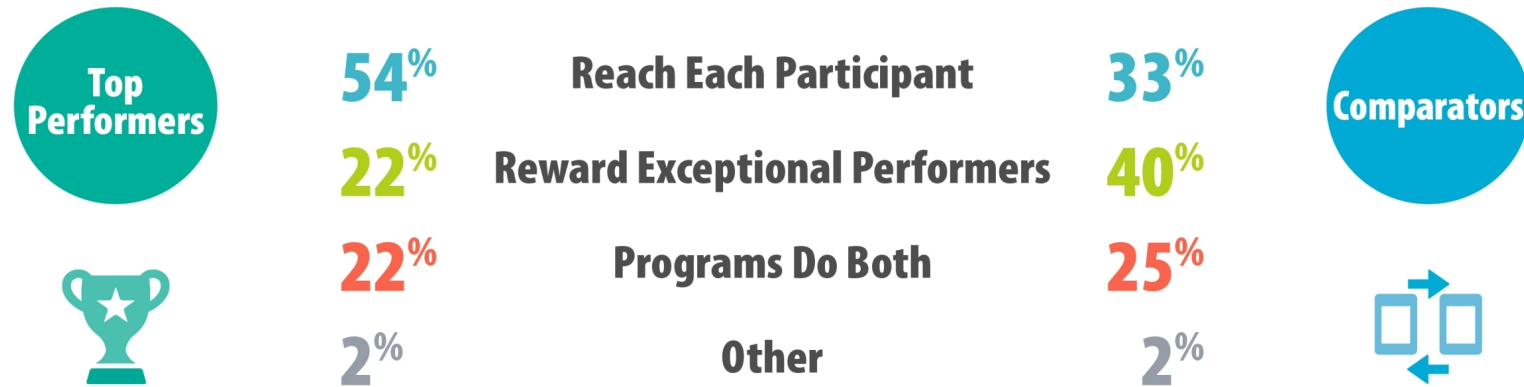 Top
Performers
54% Reach Each Participant 33%
Comparators
22% Reward Exceptional Performers 40%
22% Programs Do Both 25%
2% Other 2%